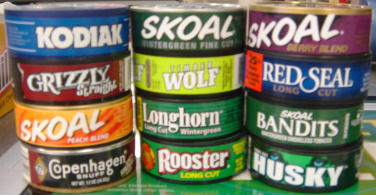 KODIAK
GRIZZLY
Straight
SKOAL
PEACH BLEND
Copenhagen
SNUFF
SKOAL
WINTERGREEN FINE CUT
TIMBER
WOLF
Longhorn
Long Cut Wintergreen
Rooster
LONG CUT
SKOAL
BERRY BLEND
RED SEAL
LONG CUT
SKOAL
BANDITS
HUSKY